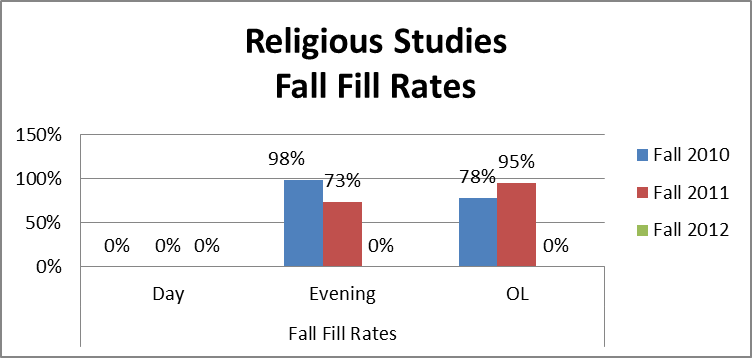 Religious Studies
Fall Fill Rates
150%
100%
50%
0%
98%
73%
78%
95%
0%
0%
0%
0%
0%
Day
Evening
OL
Fall Fill Rates
Fall 2010
Fall 2011
Fall 2012